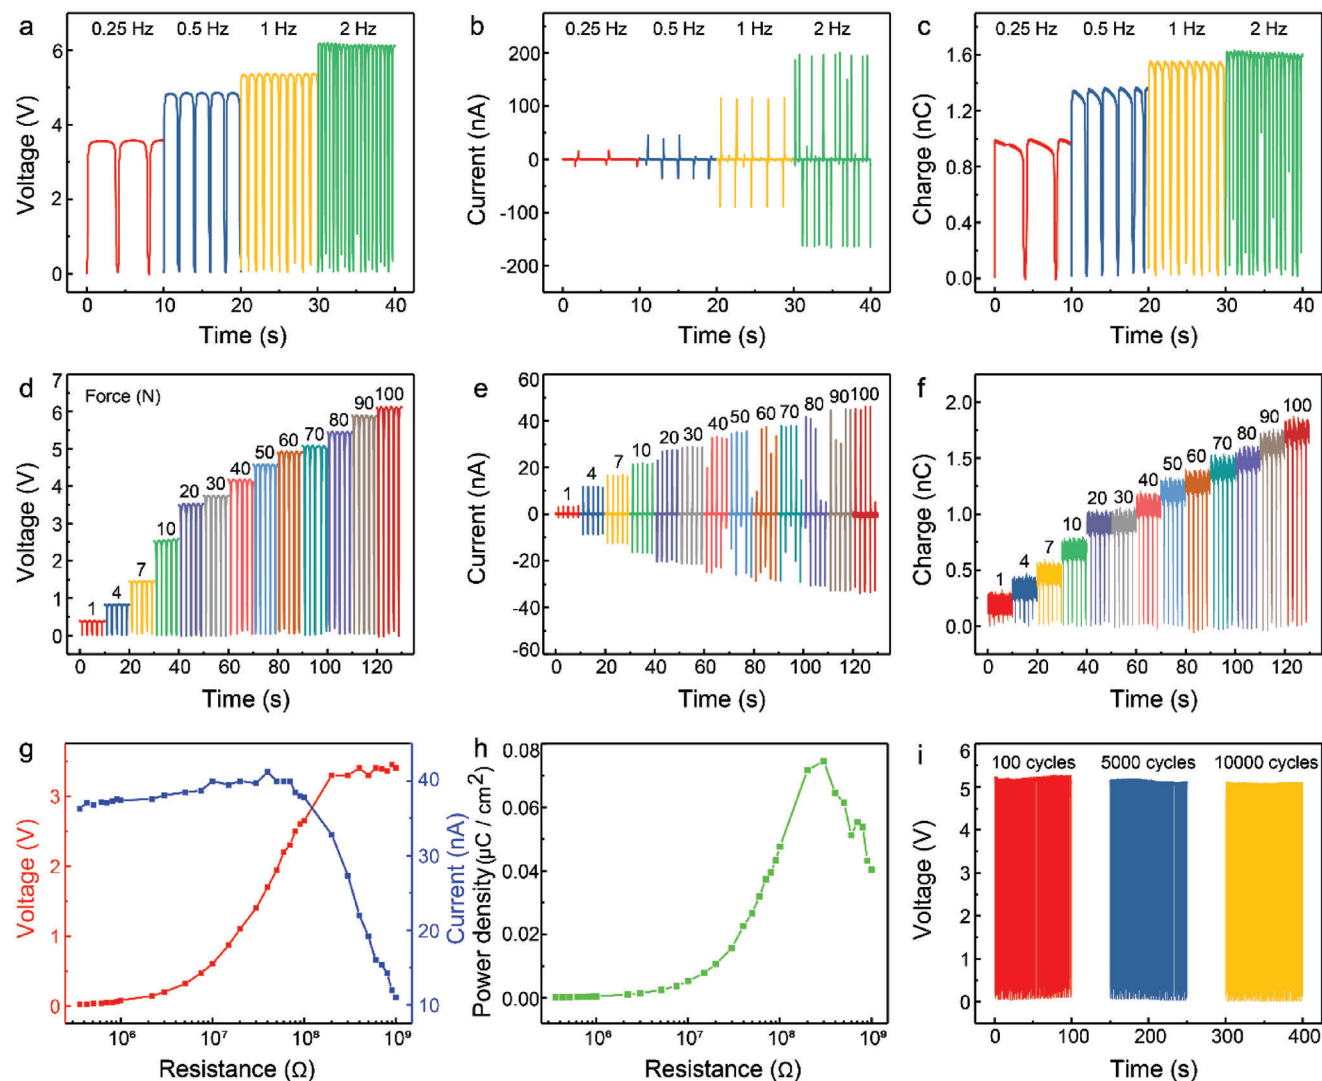 a
0.25 Hz 0.5 Hz 1 Hz 2 Hz
6
3
0
Voltage (V)
0 10 20 30 40
Time (s)
b
0.25 Hz 0.5 Hz 1 Hz 2 Hz
200
100
0
-100
-200
Current (nA)
0 10 20 30 40
Time (s)
c
0.25 Hz 0.5 Hz 1 Hz 2 Hz
1.6
1.2
0.8
0.4
0.0
Charge (nC)
0 10 20 30 40
Time (s)
d
Force (N)
7
6
5
4
3
2
1
0
Voltage (V)
1 4 7 10 20 30 40 50 60 70 80 90 100
0 20 40 60 80 100 120
Time (s)
e
60
40
20
0
-20
-40
-60
Current (nA)
1 4 7 10 20 30 40 50 60 70 80 90 100
0 20 40 60 80 100 120
Time (s)
f
2.0
1.5
1.0
0.5
0.0
Charge (nC)
1 4 7 10 20 30 40 50 60 70 80 90 100
0 20 40 60 80 100 120
Time (s)
g
3
2
1
0
Voltage (V)
40
30
20
10
Current (nA)
10⁶ 10⁷ 10⁸ 10⁹
Resistance (Ω)
h
0.08
0.06
0.04
0.02
0.00
Power density (µC / cm²)
10⁶ 10⁷ 10⁸ 10⁹
Resistance (Ω)
i
100 cycles 5000 cycles 10000 cycles
6
5
4
3
2
1
0
Voltage (V)
0 100 200 300 400
Time (s)